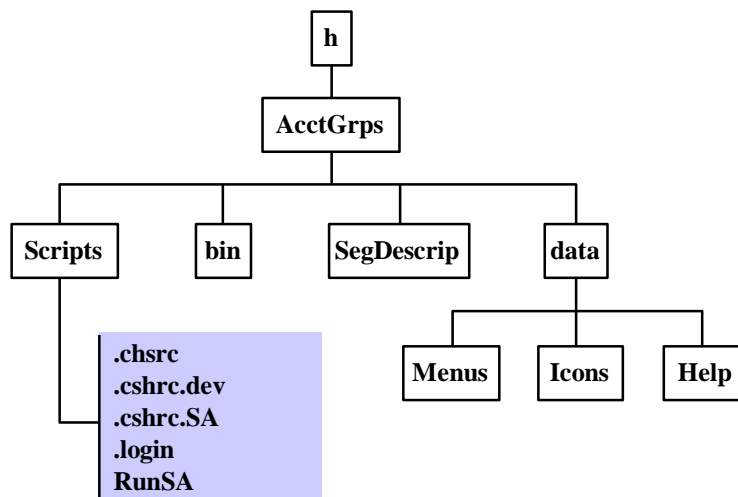 h
AcctGrps
Scripts
bin
SegDescrip
data
Menus
Icons
Help
.chsrc
.cshrc.dev
.cshrc.SA
.login
RunSA